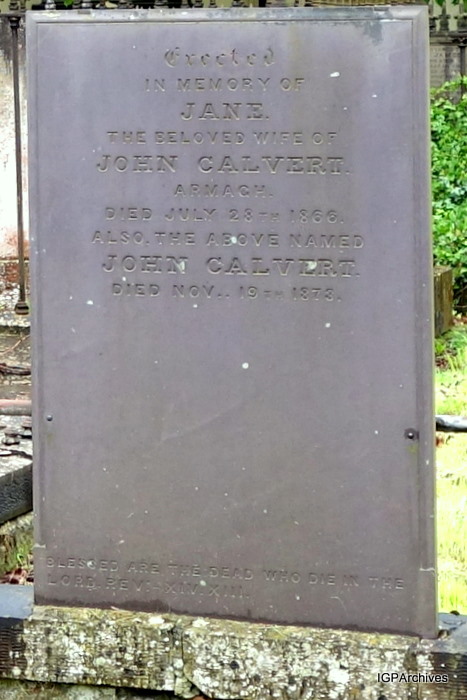 Erected
IN MEMORY OF
JANE.
THE BELOVED WIFE OF
JOHN CALVERT.
ARMAGH.
DIED JULY 28TH 1866.
ALSO, THE ABOVE NAMED
JOHN CALVERT.
DIED NOV.. 19TH 1873.
BLESSED ARE THE DEAD WHO DIE IN THE
LORD. REV. XIV. XIII.
IGPArchives